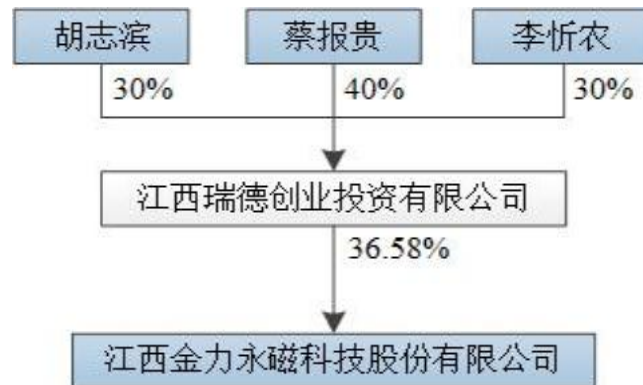 胡志滨 蔡报贵 李忻农
30% 40% 30%
江西瑞德创业投资有限公司
36.58%
江西金力永磁科技股份有限公司